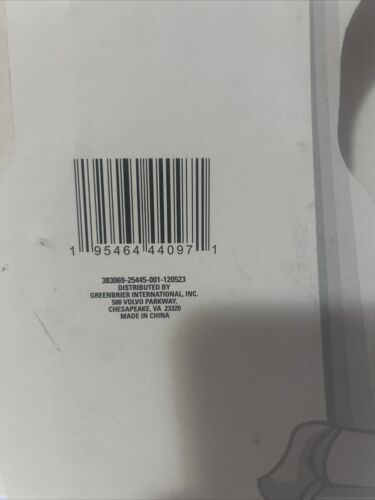 1 95464 44097 1
383069-25445-001-120523
DISTRIBUTED BY
GREENBRIER INTERNATIONAL, INC.
500 VOLVO PARKWAY,
CHESAPEAKE, VA 23320
MADE IN CHINA